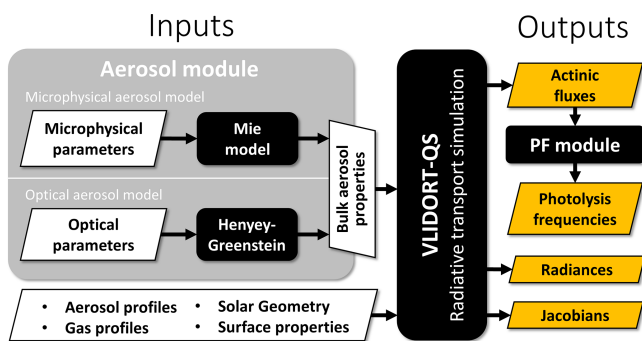 Inputs
Outputs
Aerosol module
Microphysical aerosol model
Microphysical
parameters
Mie
model
Optical aerosol model
Optical
parameters
Henyey-
Greenstein
Bulk aerosol
properties
• Aerosol profiles
• Gas profiles
• Solar Geometry
• Surface properties
VLIDORT-QS
Radiative transport simulation
Actinic
fluxes
PF module
Photolysis
frequencies
Radiances
Jacobians